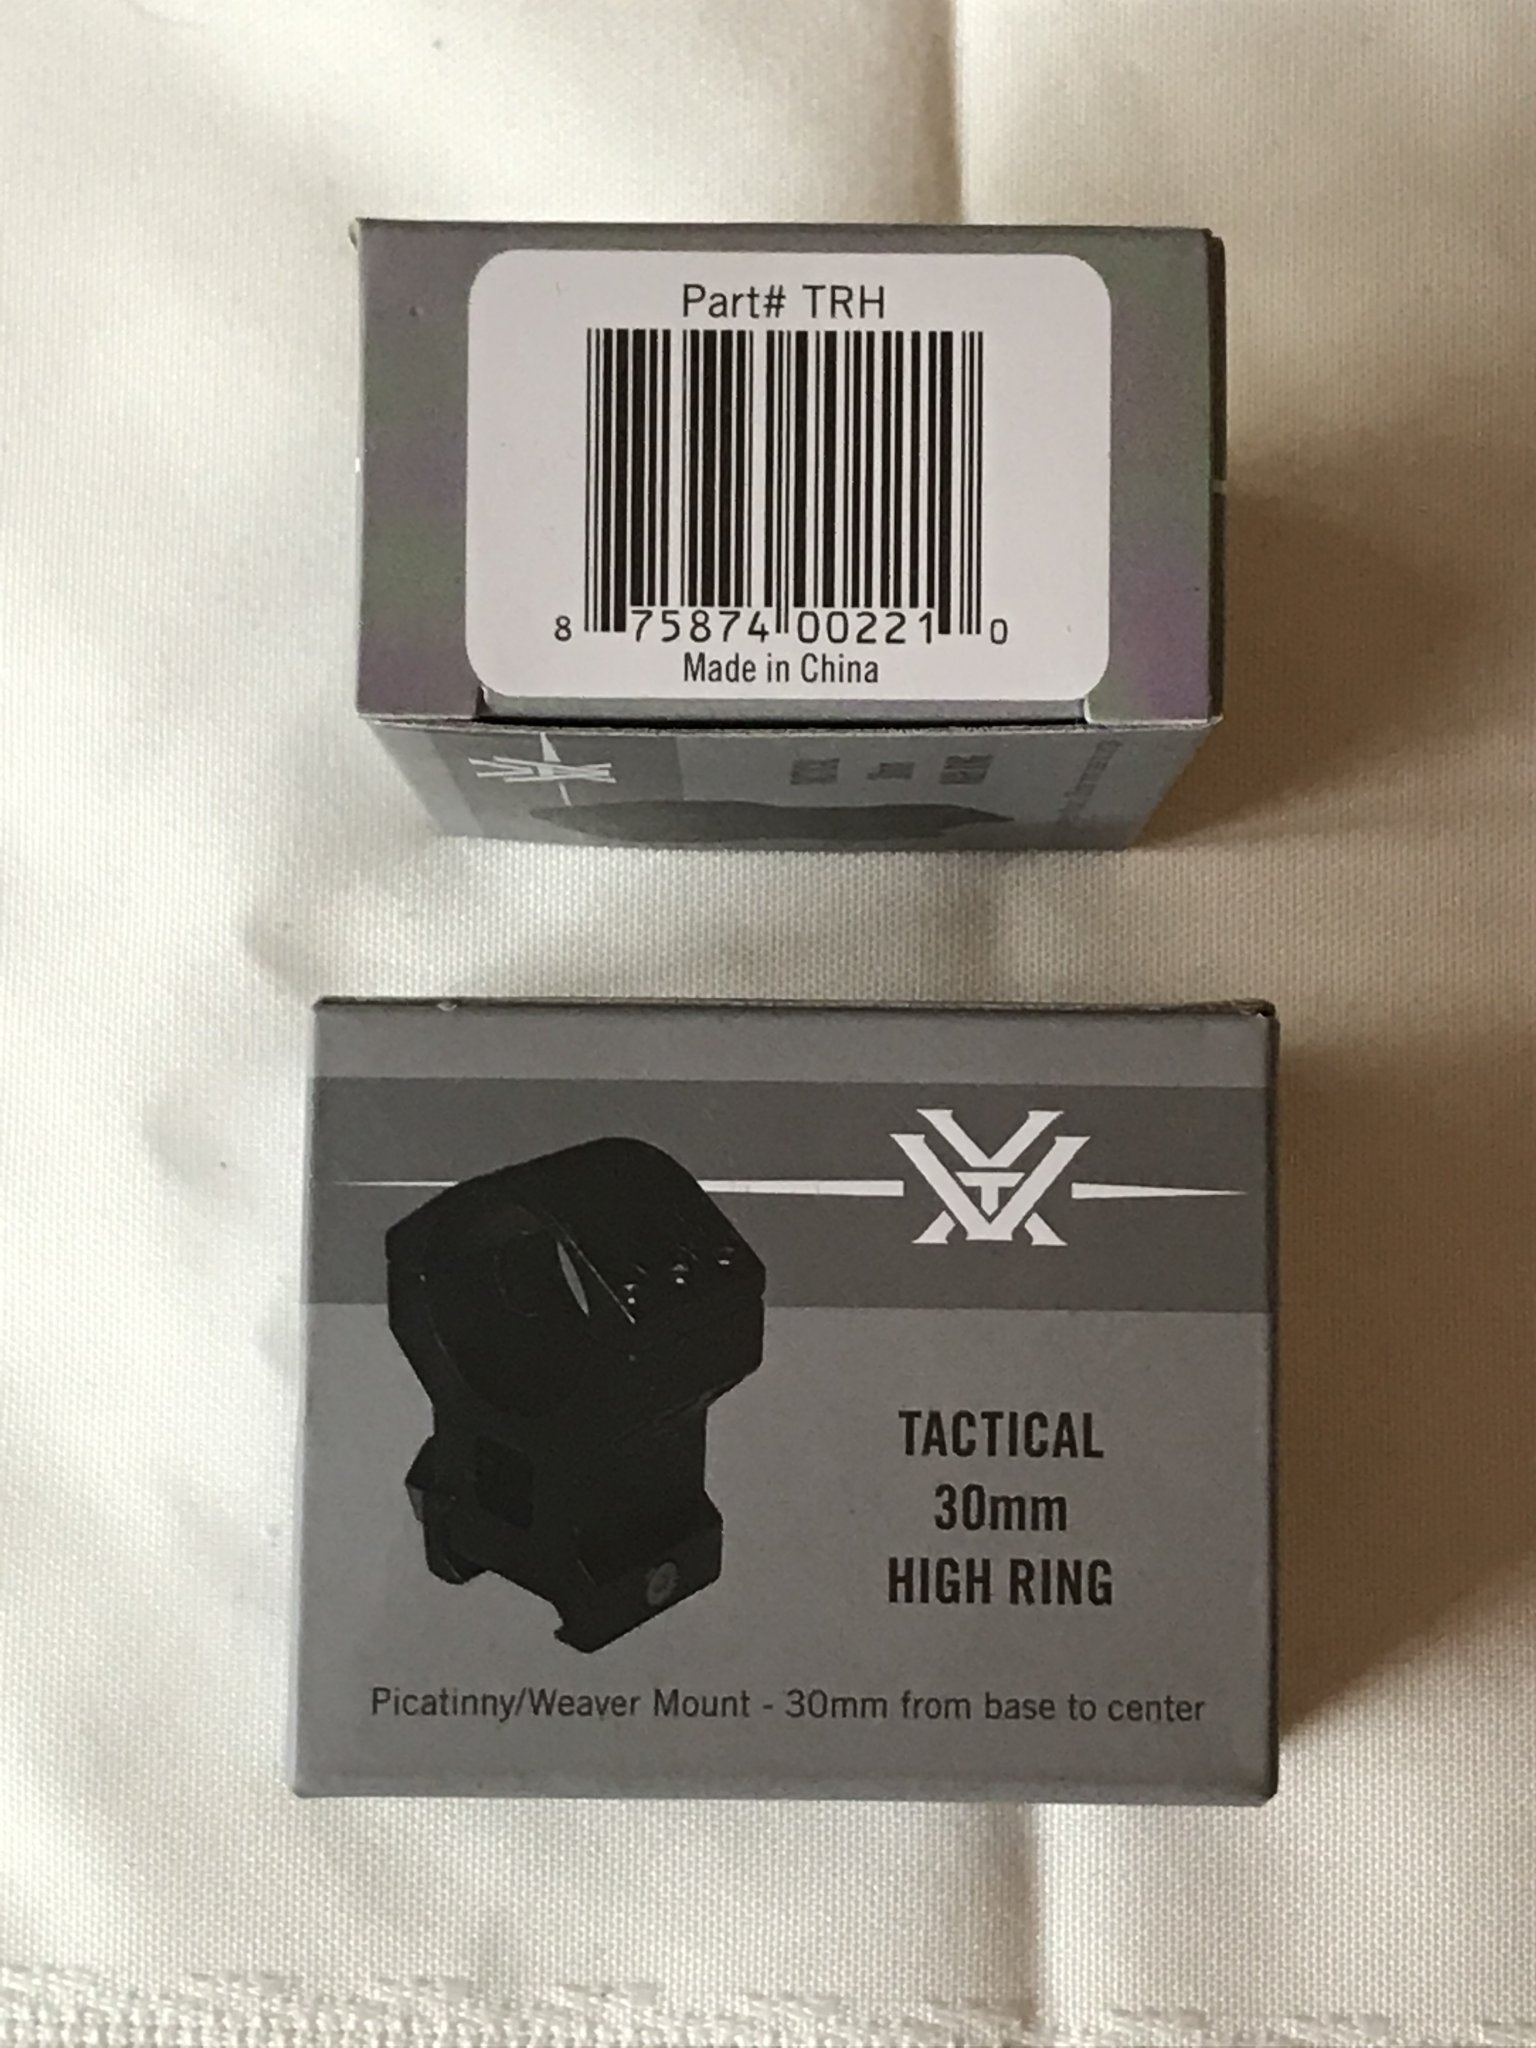 Part# TRH
8 75874 00221 0
Made in China
TACTICAL
30mm
HIGH RING
Picatinny/Weaver Mount - 30mm from base to center